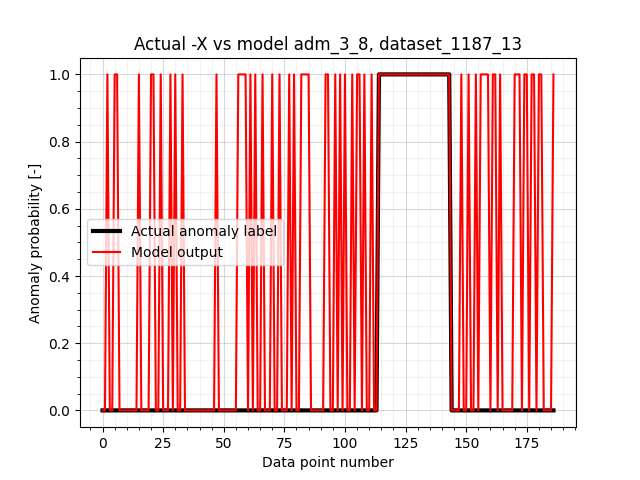 Actual -X vs model adm_3_8, dataset_1187_13
Anomaly probability [-]
1.0
0.8
0.6
0.4
0.2
0.0
Actual anomaly label
Model output
0 25 50 75 100 125 150 175
Data point number